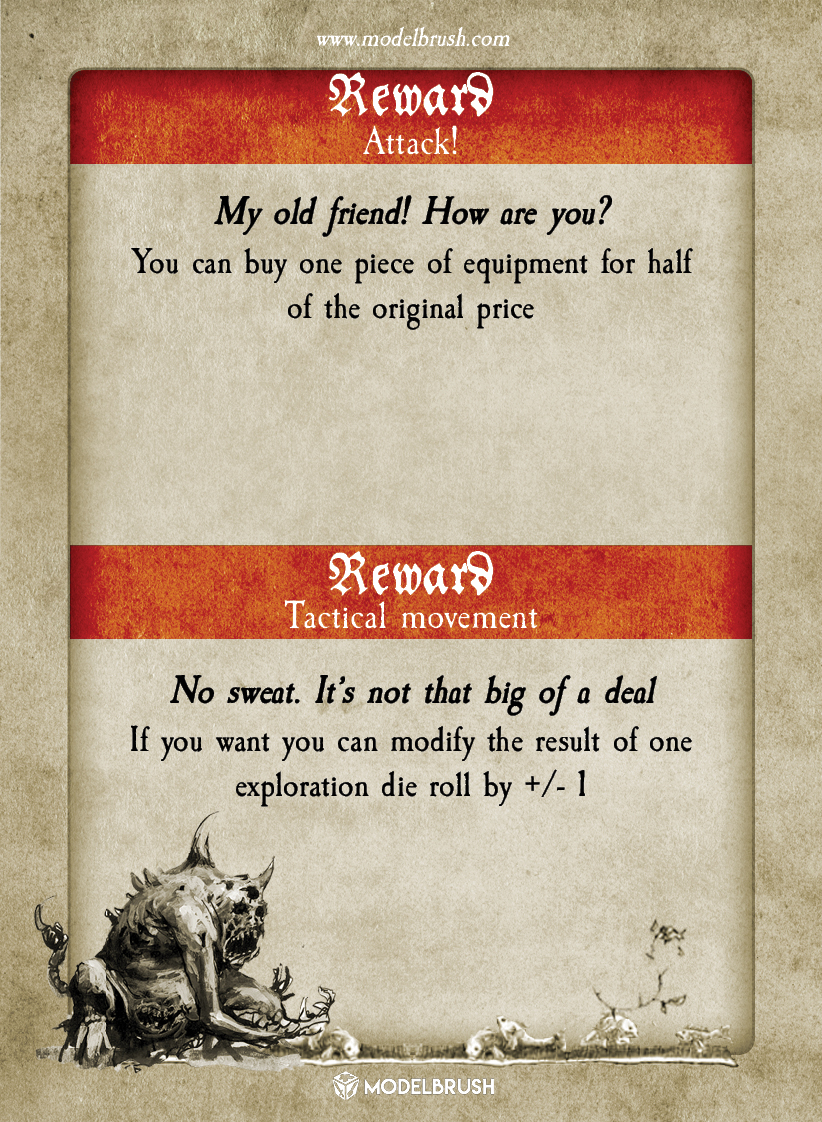 www.modelbrush.com
Reward
Attack!
My old friend! How are you?
You can buy one piece of equipment for half
of the original price
Reward
Tactical movement
No sweat. It's not that big of a deal
If you want you can modify the result of one
exploration die roll by +/- 1
MODELBRUSH